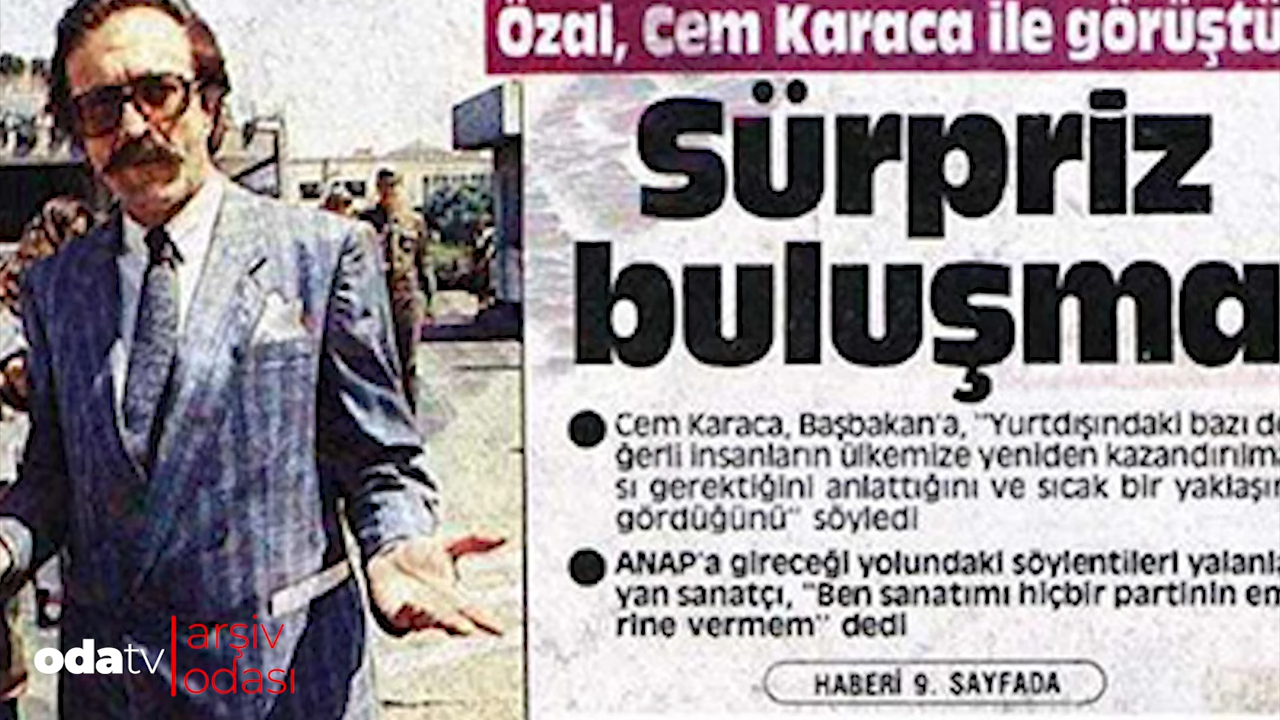 Özal, Cem Karaca ile görüştü
Sürpriz
buluşma
Cem Karaca, Başbakan'a, "Yurtdışındaki bazı de
ğerli insanların ülkemize yeniden kazandırılma
sı gerektiğini anlattığını ve sıcak bir yaklaşım
gördüğünü" söyledi
ANAP'a gireceği yolundaki söylentileri yalanla
yan sanatçı, "Ben sanatımı hiçbir partinin em
rine vermem" dedi
HABERİ 9. SAYFADA
odatv
arşiv
odası